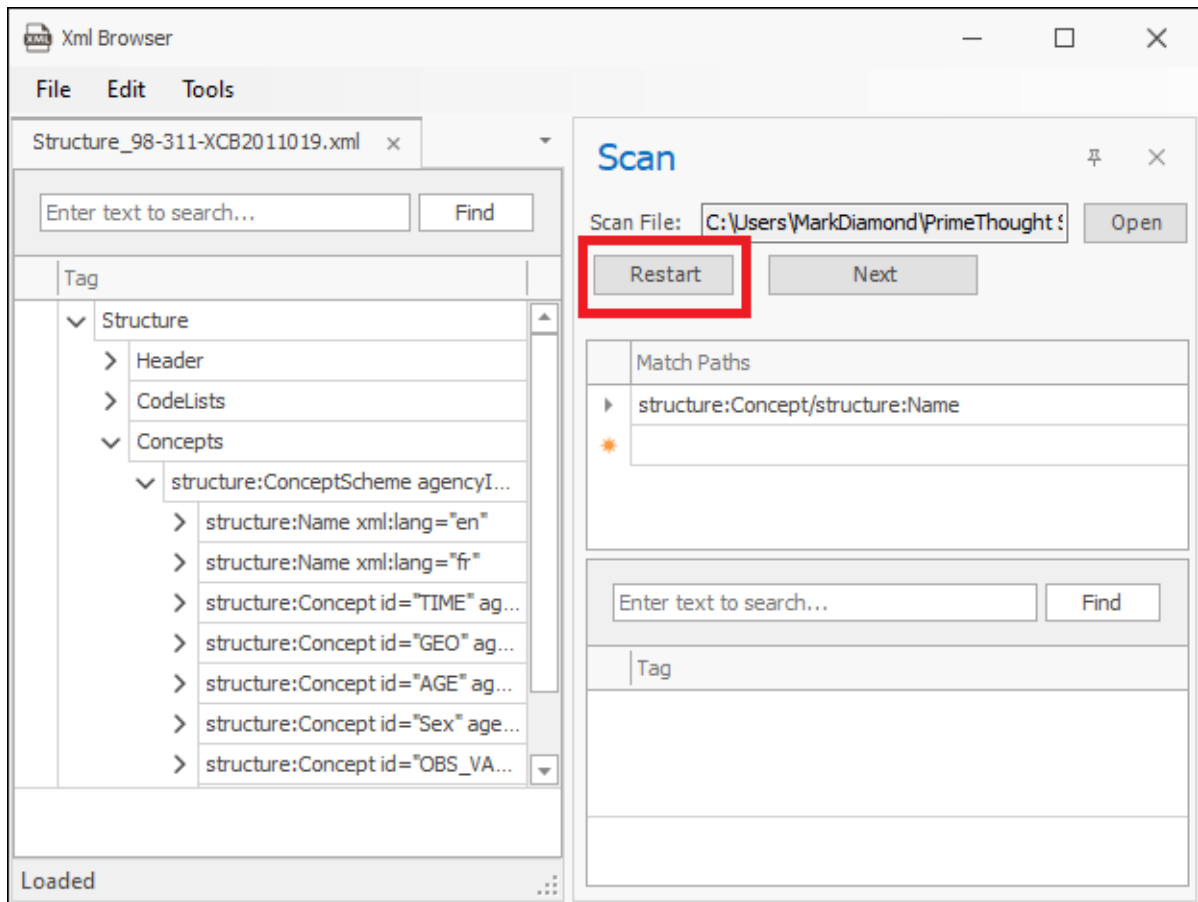 Xml Browser
File Edit Tools
Structure_98-311-XCB2011019.xml
Enter text to search... Find
Tag
Structure
Header
CodeLists
Concepts
structure:ConceptScheme agencyI...
structure:Name xml:lang="en"
structure:Name xml:lang="fr"
structure:Concept id="TIME" ag...
structure:Concept id="GEO" ag...
structure:Concept id="AGE" ag...
structure:Concept id="Sex" age...
structure:Concept id="OBS_VA...
Loaded
Scan
Scan File: C:\Users\MarkDiamond\PrimeThought Open
Restart Next
Match Paths
structure:Concept/structure:Name
Enter text to search... Find
Tag